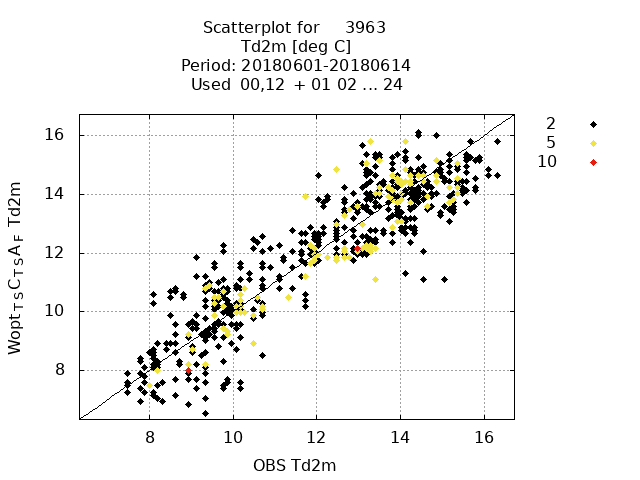 Scatterplot for 3963
Td2m [deg C]
Period: 20180601-20180614
Used 00,12 + 01 02 ... 24
Wopt_TS C_TS A_F Td2m
16
14
12
10
8
8 10 12 14 16
OBS Td2m
2
5
10